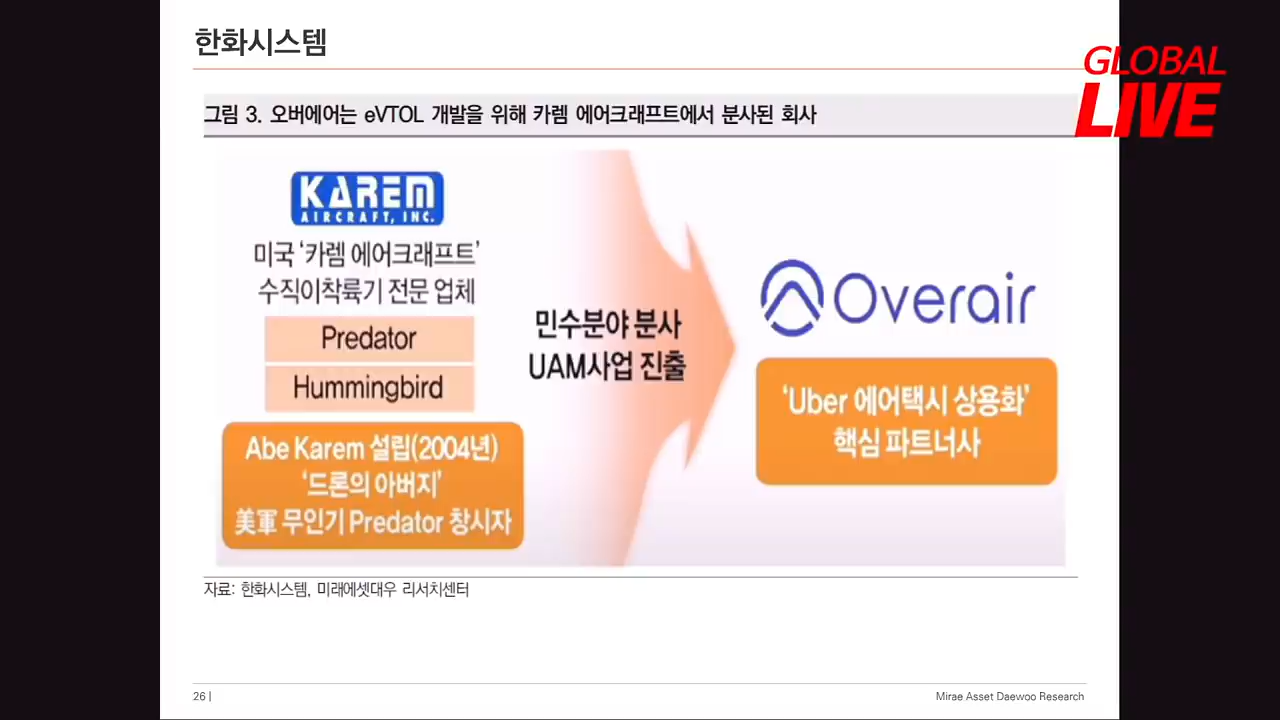 한화시스템
GLOBAL
LIVE
그림 3. 오버에어는 eVTOL 개발을 위해 카렘 에어크래프트에서 분사된 회사
KAREM
AIRCRAFT, INC.
미국 ‘카렘 에어크래프트’
수직이착륙기 전문 업체
Predator
Hummingbird
Abe Karem 설립(2004년)
‘드론의 아버지’
美軍 무인기 Predator 창시자
민수분야 분사
UAM사업 진출
Overair
‘Uber 에어택시 상용화’
핵심 파트너사
자료: 한화시스템, 미래에셋대우 리서치센터
26 |
Mirae Asset Daewoo Research